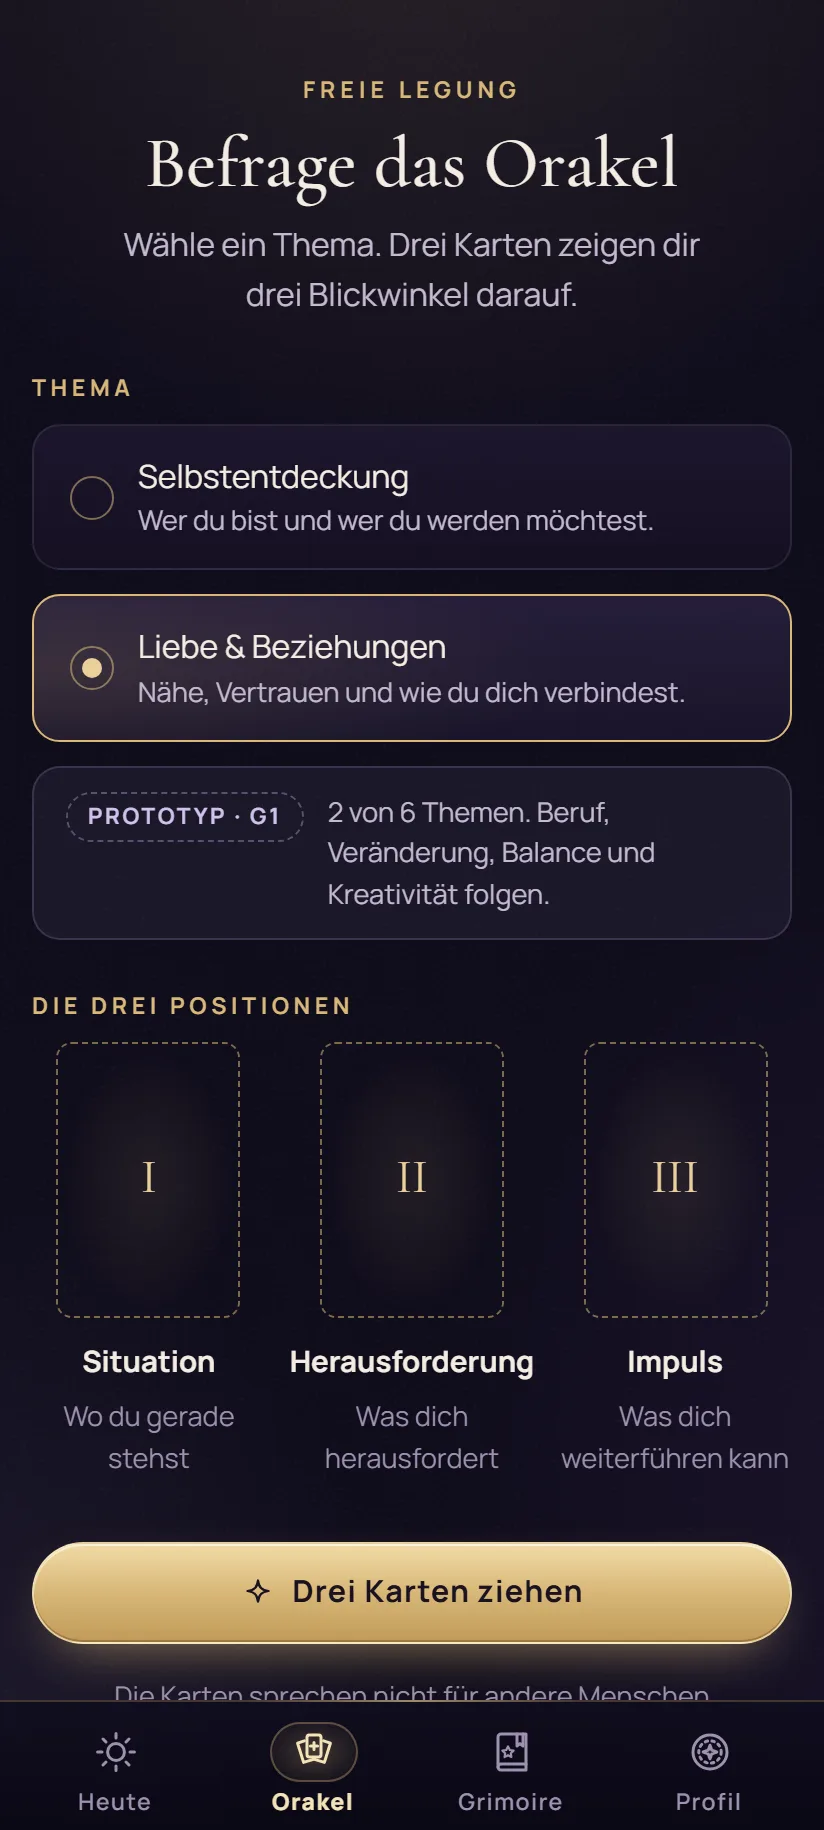 FREIE LEGUNG
Befrage das Orakel
Wähle ein Thema. Drei Karten zeigen dir
drei Blickwinkel darauf.
THEMA
Selbstentdeckung
Wer du bist und wer du werden möchtest.
Liebe & Beziehungen
Nähe, Vertrauen und wie du dich verbindest.
PROTOTYP · G1
2 von 6 Themen. Beruf,
Veränderung, Balance und
Kreativität folgen.
DIE DREI POSITIONEN
I
II
III
Situation
Wo du gerade
stehst
Herausforderung
Was dich
herausfordert
Impuls
Was dich
weiterführen kann
Drei Karten ziehen
Die Karten sprechen nicht für andere Menschen
Heute
Orakel
Grimoire
Profil